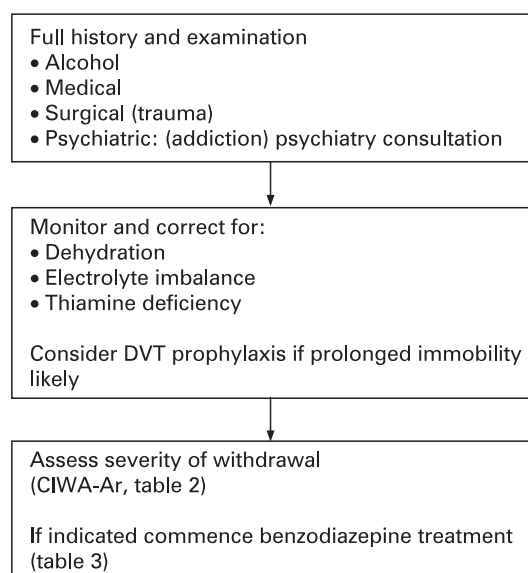 Full history and examination
• Alcohol
• Medical
• Surgical (trauma)
• Psychiatric: (addiction) psychiatry consultation
Monitor and correct for:
• Dehydration
• Electrolyte imbalance
• Thiamine deficiency
Consider DVT prophylaxis if prolonged immobility
likely
Assess severity of withdrawal
(CIWA-Ar, table 2)
If indicated commence benzodiazepine treatment
(table 3)